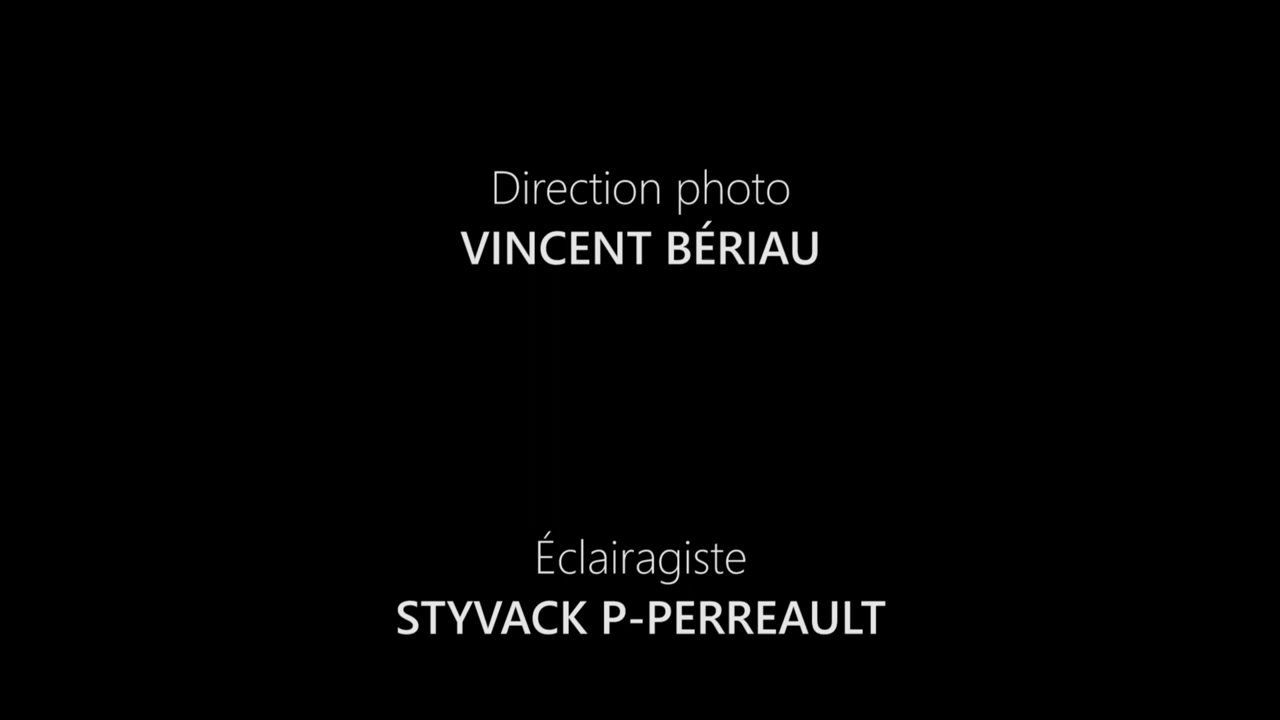 Direction photo
VINCENT BÉRIAU
Éclairagiste
STYVACK P-PERREAULT